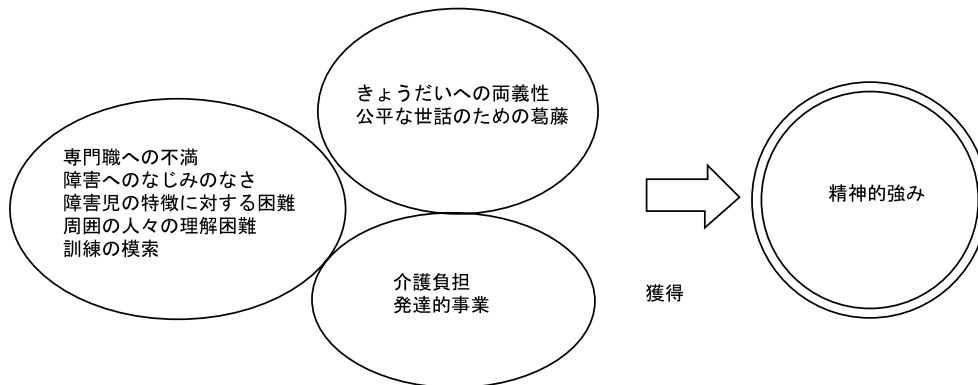 きょうだいへの両義性
公平な世話のための葛藤
専門職への不満
障害へのなじみのなさ
障害児の特徴に対する困難
周囲の人々の理解困難
訓練の模索
介護負担
発達的事業
獲得
精神的強み